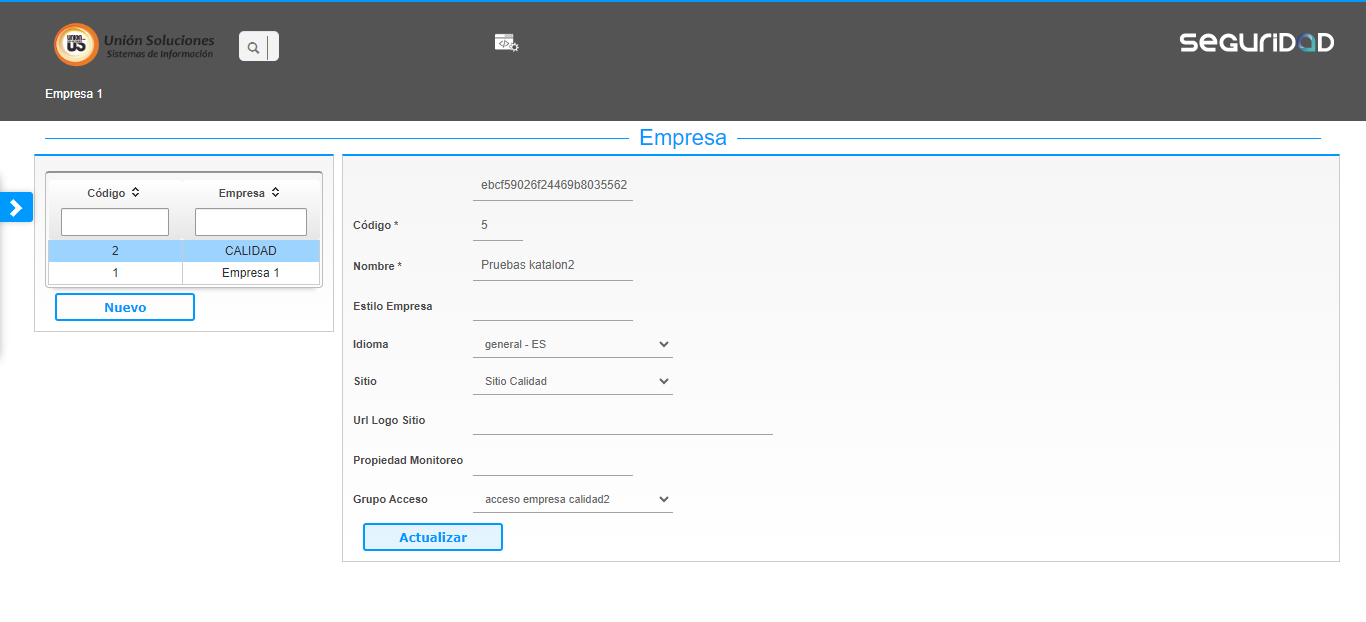 UNION
US
Unión Soluciones
Sistemas de Información
SEGURIDAD
Empresa 1
Empresa
Código
Empresa
2
CALIDAD
1
Empresa 1
Nuevo
ebcf59026f24469b8035562
Código *
5
Nombre *
Pruebas katalon2
Estilo Empresa
Idioma
general - ES
Sitio
Sitio Calidad
Url Logo Sitio
Propiedad Monitoreo
Grupo Acceso
acceso empresa calidad2
Actualizar